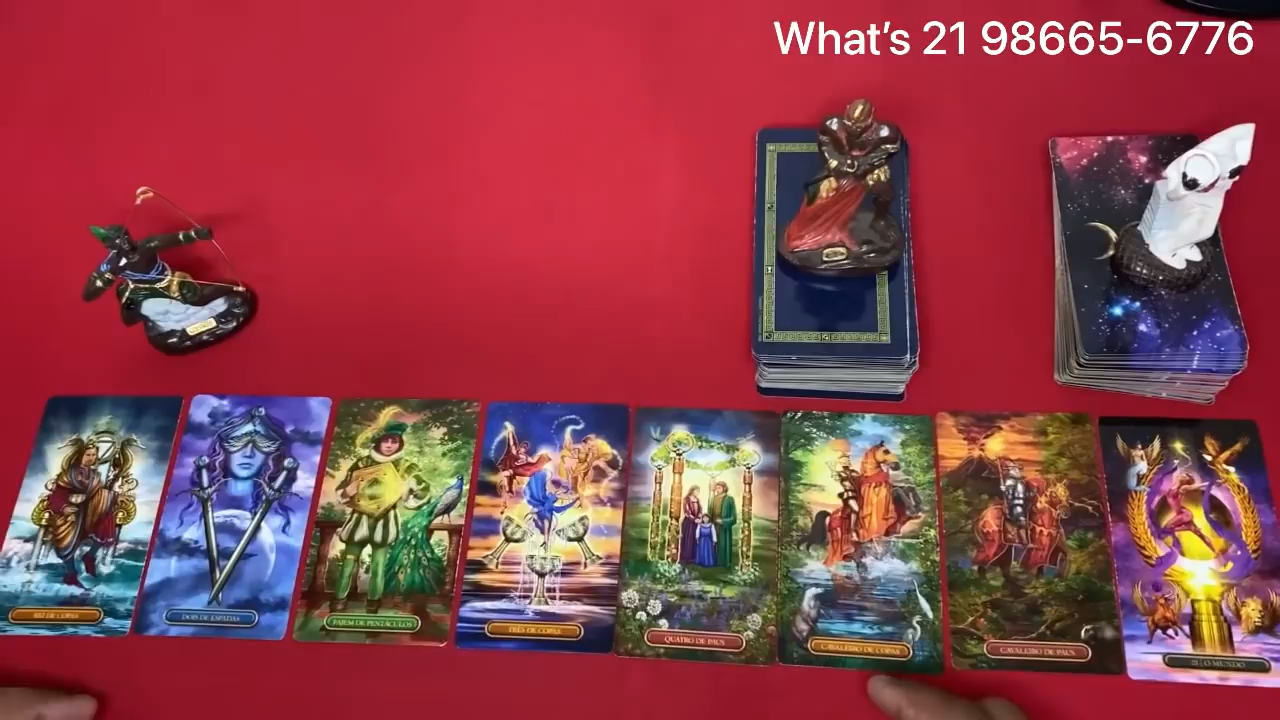 What's 21 98665-6776
REI DE COPAS
DOIS DE ESPADAS
PAJEM DE PENTÁCULOS
TRÊS DE COPAS
QUATRO DE PAUS
CAVALEIRO DE COPAS
CAVALEIRO DE PAUS
21 | O MUNDO